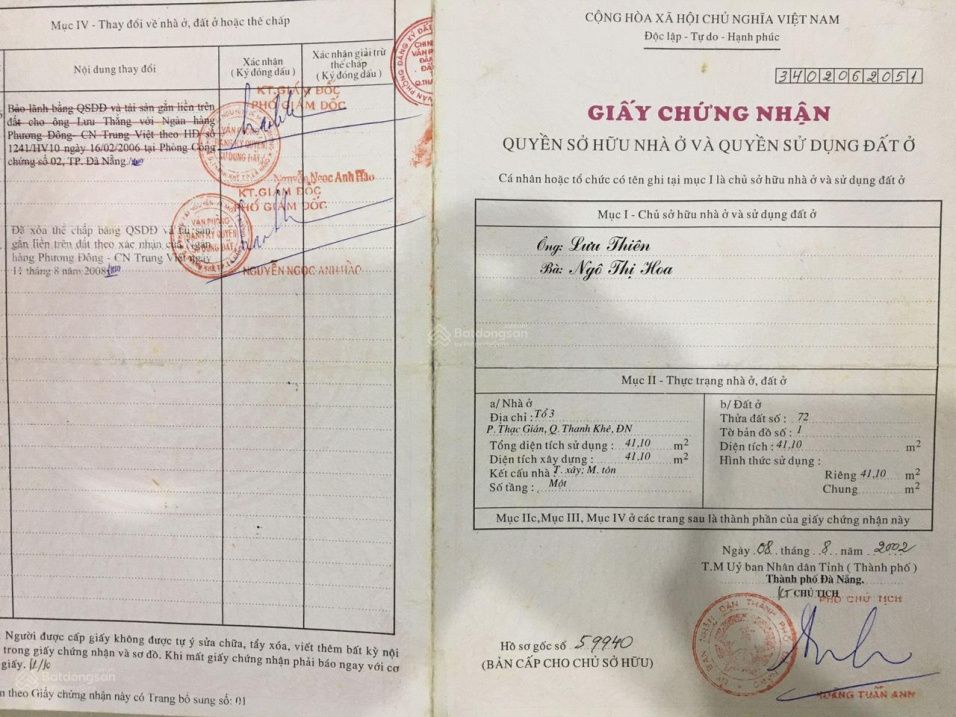 Mục IV - Thay đổi về nhà ở, đất ở hoặc thế chấp
Nội dung thay đổi
Xác nhận
(Ký đóng dấu)
Xác nhận giải trừ
thế chấp
(Ký đóng dấu)
Bảo lãnh bằng QSDĐ và tài sản gắn liền trên
đất cho ông Lưu Thắng với Ngân hàng
Phương Đông- CN Trung Việt theo HĐ số
1241/HV10 ngày 16/02/2006 tại Phòng Công
chứng số 02, TP. Đà Nẵng.
KT.GIÁM ĐỐC
PHÓ GIÁM ĐỐC
Nguyễn Ngọc Anh Hào
Đã xóa thế chấp bằng QSDĐ và tài sản
gắn liền trên đất theo xác nhận của Ngân
hàng Phương Đông - CN Trung Việt ngày
11 tháng 8 năm 2008
KT.GIÁM ĐỐC
PHÓ GIÁM ĐỐC
NGUYỄN NGỌC ANH HÀO
Người được cấp giấy không được tự ý sửa chữa, tẩy xóa, viết thêm bất kỳ nội
trong giấy chứng nhận và sơ đồ. Khi mất giấy chứng nhận phải báo ngay với cơ
giấy.
theo Giấy chứng nhận này có Trang bổ sung số: 01
CỘNG HÒA XÃ HỘI CHỦ NGHĨA VIỆT NAM
Độc lập - Tự do - Hạnh phúc
3402062051
GIẤY CHỨNG NHẬN
QUYỀN SỞ HỮU NHÀ Ở VÀ QUYỀN SỬ DỤNG ĐẤT Ở
Cá nhân hoặc tổ chức có tên ghi tại mục I là chủ sở hữu nhà ở và sử dụng đất ở
Mục I - Chủ sở hữu nhà ở và sử dụng đất ở
Ông: Lưu Thiên
Bà: Ngô Thị Hoa
Batdongsan
Mục II - Thực trạng nhà ở, đất ở
a/ Nhà ở
Địa chỉ : Tổ 3
P. Thạc Gián, Q. Thanh Khê, ĐN
Tổng diện tích sử dụng : 41,10 m²
Diện tích xây dựng : 41,10 m²
Kết cấu nhà : T. xây; M. tôn
Số tầng : Một
b/ Đất ở
Thửa đất số : 72
Tờ bản đồ số : 1
Diện tích : 41,10 m²
Hình thức sử dụng :
Riêng 41,10 m²
Chung m²
Mục IIc,Mục III, Mục IV ở các trang sau là thành phần của giấy chứng nhận này
Ngày 08 tháng 8 năm 2002
T.M Uỷ ban Nhân dân Tỉnh ( Thành phố )
Thành phố Đà Nẵng.
KT CHỦ TỊCH
PHÓ CHỦ TỊCH
HOÀNG TUẤN ANH
Hồ sơ gốc số 59940
(BẢN CẤP CHO CHỦ SỞ HỮU)
Batdongsan